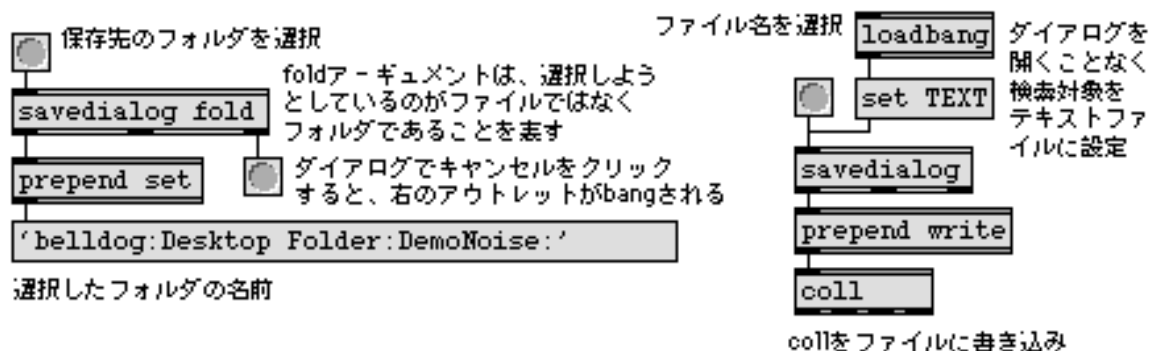 保存先のフォルダを選択
foldアーギュメントは、選択しよう
としているのがファイルではなく
フォルダであることを表す
savedialog fold
prepend set
ダイアログでキャンセルをクリック
すると、右のアウトレットがbangされる
'belldog:Desktop Folder:DemoNoise:'
選択したフォルダの名前
ファイル名を選択
loadbang
ダイアログを
開くことなく
検索対象を
テキストファ
イルに設定
set TEXT
savedialog
prepend write
coll
collをファイルに書き込み